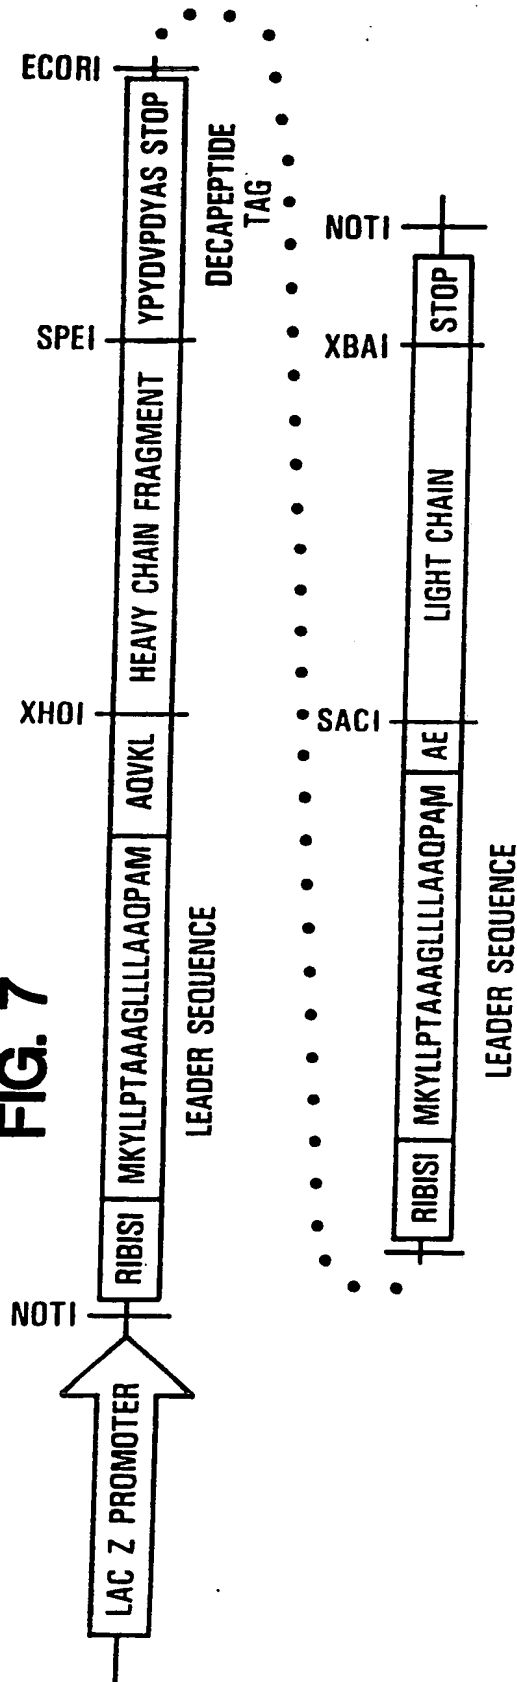 FIG. 7
LAC Z PROMOTER
NOTI
RIBISI
MKYLLPTAAAGLLLLAAQPAM
LEADER SEQUENCE
AQVKL
XHOI
HEAVY CHAIN FRAGMENT
SPEI
YPYDVPDYAS STOP
DECAPEPTIDE
TAG
ECORI
RIBISI
MKYLLPTAAAGLLLLAAQPAM
LEADER SEQUENCE
AE
SACI
LIGHT CHAIN
XBAI
STOP
NOTI